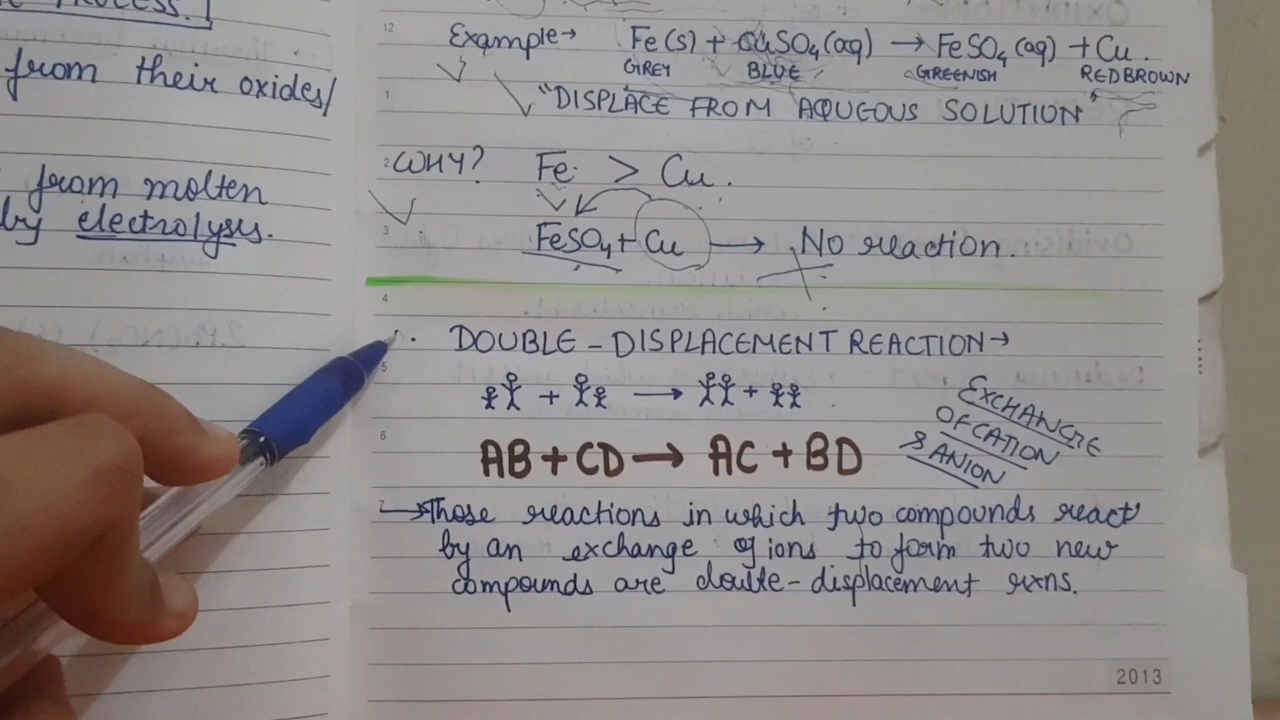 PROCESS.
from their oxides/
from molten
by electrolysis.
12
Example→ Fe(s) + CuSO4(aq) → FeSO4(aq) + Cu.
GREY BLUE GREENISH REDBROWN
1
"DISPLACE FROM AQUEOUS SOLUTION"
2 WHY? Fe > Cu.
3 FeSO4 + Cu → No reaction.
4
DOUBLE-DISPLACEMENT REACTION→
5
+ → +
EXCHANGE
OF CATION
& ANION
6
AB + CD → AC + BD
7
→Those reactions in which two compounds react
by an exchange of ions to form two new
compounds are double-displacement rxns.
2013